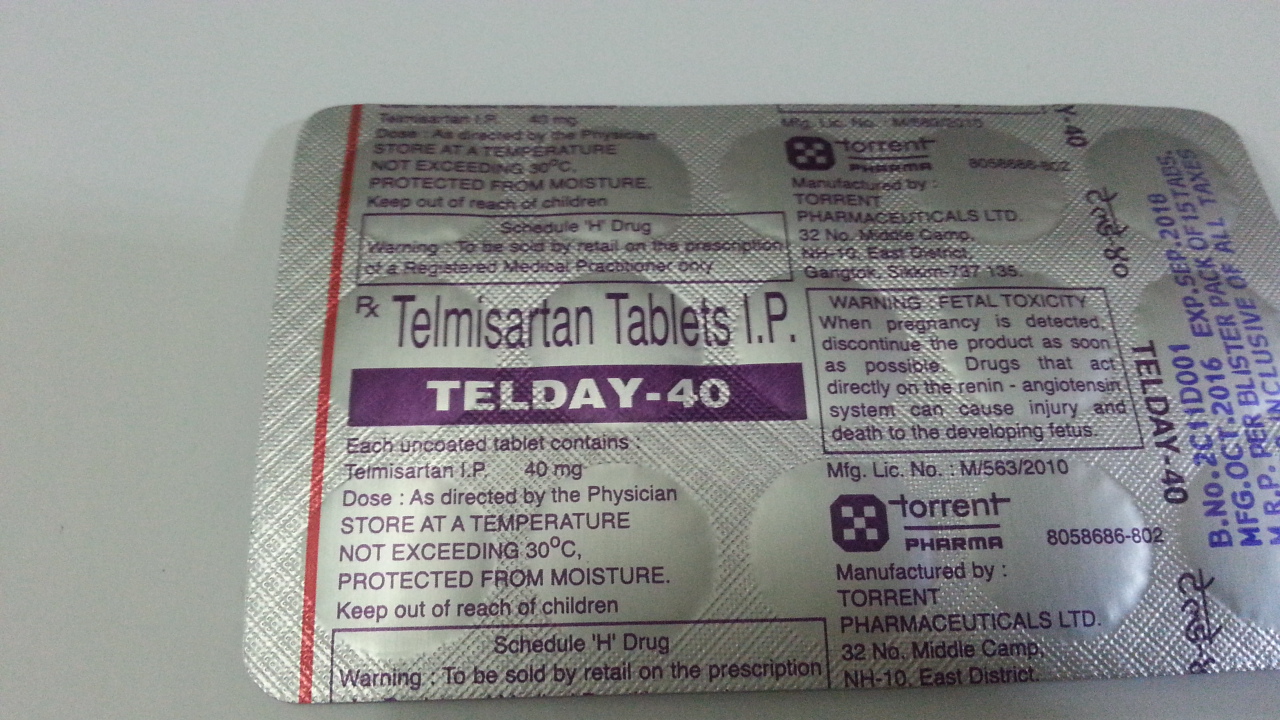 Telmisartan I.P. 40 mg
Dose : As directed by the Physician
STORE AT A TEMPERATURE
NOT EXCEEDING 30⁰C,
PROTECTED FROM MOISTURE.
Keep out of reach of children
Schedule 'H' Drug
Warning : To be sold by retail on the prescription
of a Registered Medical Practitioner only
Rx Telmisartan Tablets I.P.
TELDAY-40
Each uncoated tablet contains :
Telmisartan I.P. 40 mg
Dose : As directed by the Physician
STORE AT A TEMPERATURE
NOT EXCEEDING 30⁰C,
PROTECTED FROM MOISTURE.
Keep out of reach of children
Schedule 'H' Drug
Warning : To be sold by retail on the prescription
Mfg. Lic. No. : M/563/2010
torrent
PHARMA
8058686-802
Manufactured by :
TORRENT
PHARMACEUTICALS LTD.
32 No. Middle Camp,
NH-10, East District,
Gangtok, Sikkim-737 135.
WARNING : FETAL TOXICITY
When pregnancy is detected,
discontinue the product as soon
as possible. Drugs that act
directly on the renin - angiotensin
system can cause injury and
death to the developing fetus.
Mfg. Lic. No. : M/563/2010
torrent
PHARMA
8058686-802
Manufactured by :
TORRENT
PHARMACEUTICALS LTD.
32 No. Middle Camp,
NH-10, East District,
Y-40
TELDAY-40
B.No. 2C11D001 EXP.SEP.2018
MFG.OCT.2016 PACK OF 15 TABS.
M.R.P. PER BLISTER INCLUSIVE OF ALL TAXES